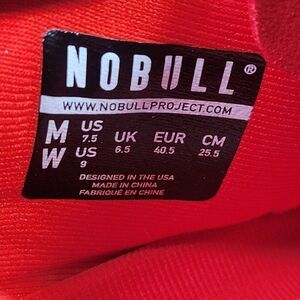 NOBULL®
WWW.NOBULLPROJECT.COM
M US 7.5 UK 6.5 EUR 40.5 CM 25.5
W US 9
DESIGNED IN THE USA
MADE IN CHINA
FABRIQUÉ EN CHINE